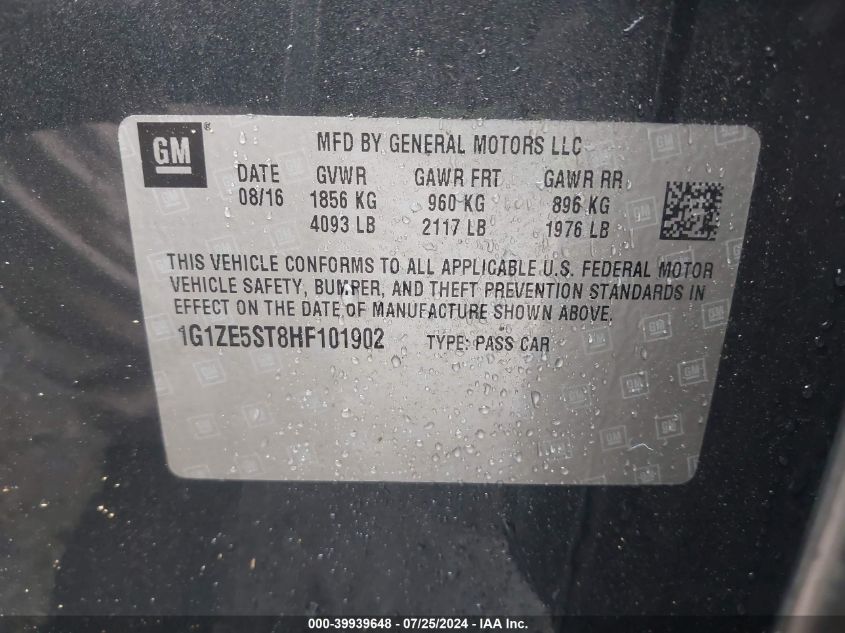 GM ®
MFD BY GENERAL MOTORS LLC
DATE GVWR GAWR FRT GAWR RR
08/16 1856 KG 960 KG 896 KG
4093 LB 2117 LB 1976 LB
THIS VEHICLE CONFORMS TO ALL APPLICABLE U.S. FEDERAL MOTOR
VEHICLE SAFETY, BUMPER, AND THEFT PREVENTION STANDARDS IN
EFFECT ON THE DATE OF MANUFACTURE SHOWN ABOVE.
1G1ZE5ST8HF101902 TYPE: PASS CAR
000-39939648 - 07/25/2024 - IAA Inc.